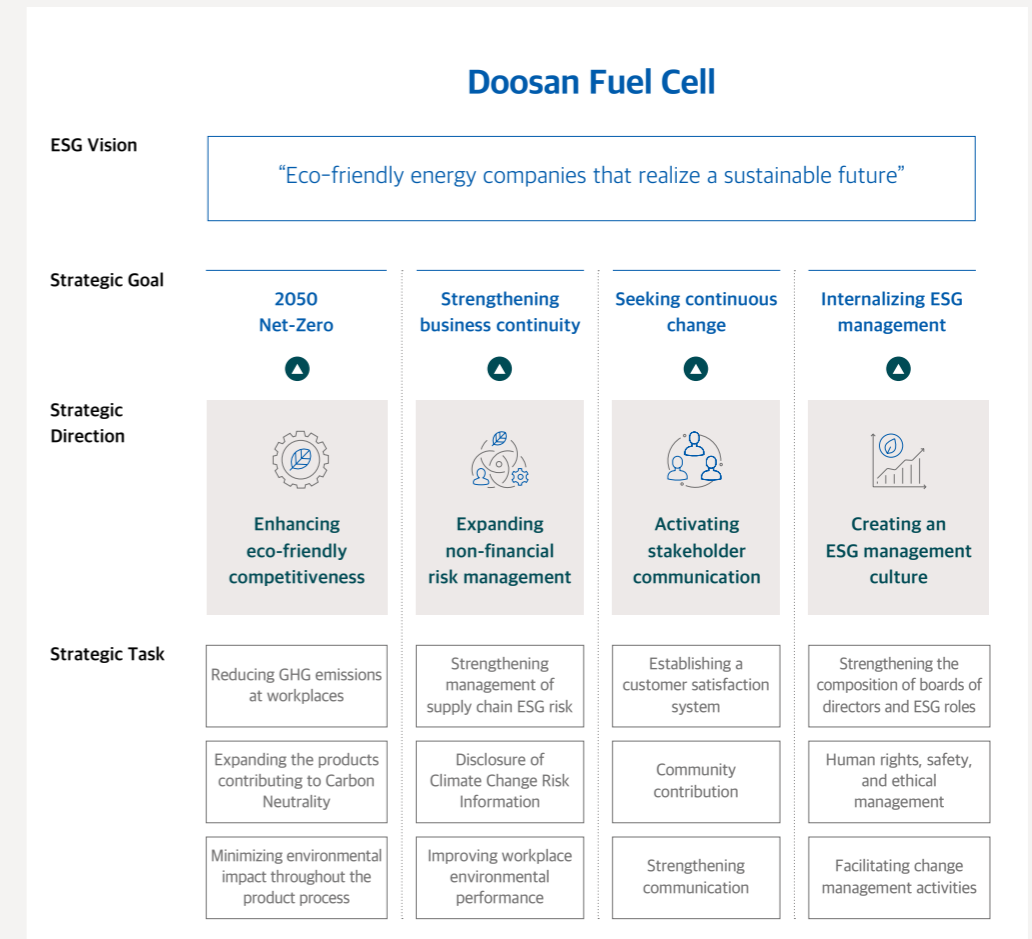 Doosan Fuel Cell
ESG Vision
“Eco-friendly energy companies that realize a sustainable future”
Strategic Goal
2050
Net-Zero
Strengthening
business continuity
Seeking continuous
change
Internalizing ESG
management
Strategic
Direction
Enhancing
eco-friendly
competitiveness
Expanding
non-financial
risk management
Activating
stakeholder
communication
Creating an
ESG management
culture
Strategic Task
Reducing GHG emissions
at workplaces
Strengthening
management of
supply chain ESG risk
Establishing a
customer satisfaction
system
Strengthening the
composition of boards of
directors and ESG roles
Expanding the products
contributing to Carbon
Neutrality
Disclosure of
Climate Change Risk
Information
Community
contribution
Human rights, safety,
and ethical
management
Minimizing environmental
impact throughout the
product process
Improving workplace
environmental
performance
Strengthening
communication
Facilitating change
management activities